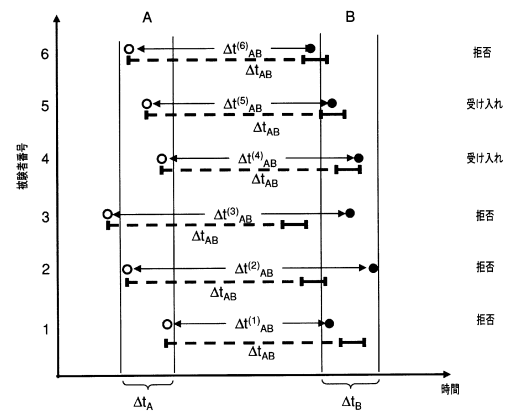 A B
6 Δt(6)AB 拒否
ΔtAB
5 Δt(5)AB 受け入れ
ΔtAB
4 Δt(4)AB 受け入れ
ΔtAB
被験者番号
3 Δt(3)AB 拒否
ΔtAB
2 Δt(2)AB 拒否
ΔtAB
1 Δt(1)AB 拒否
ΔtAB
時間
ΔtA ΔtB